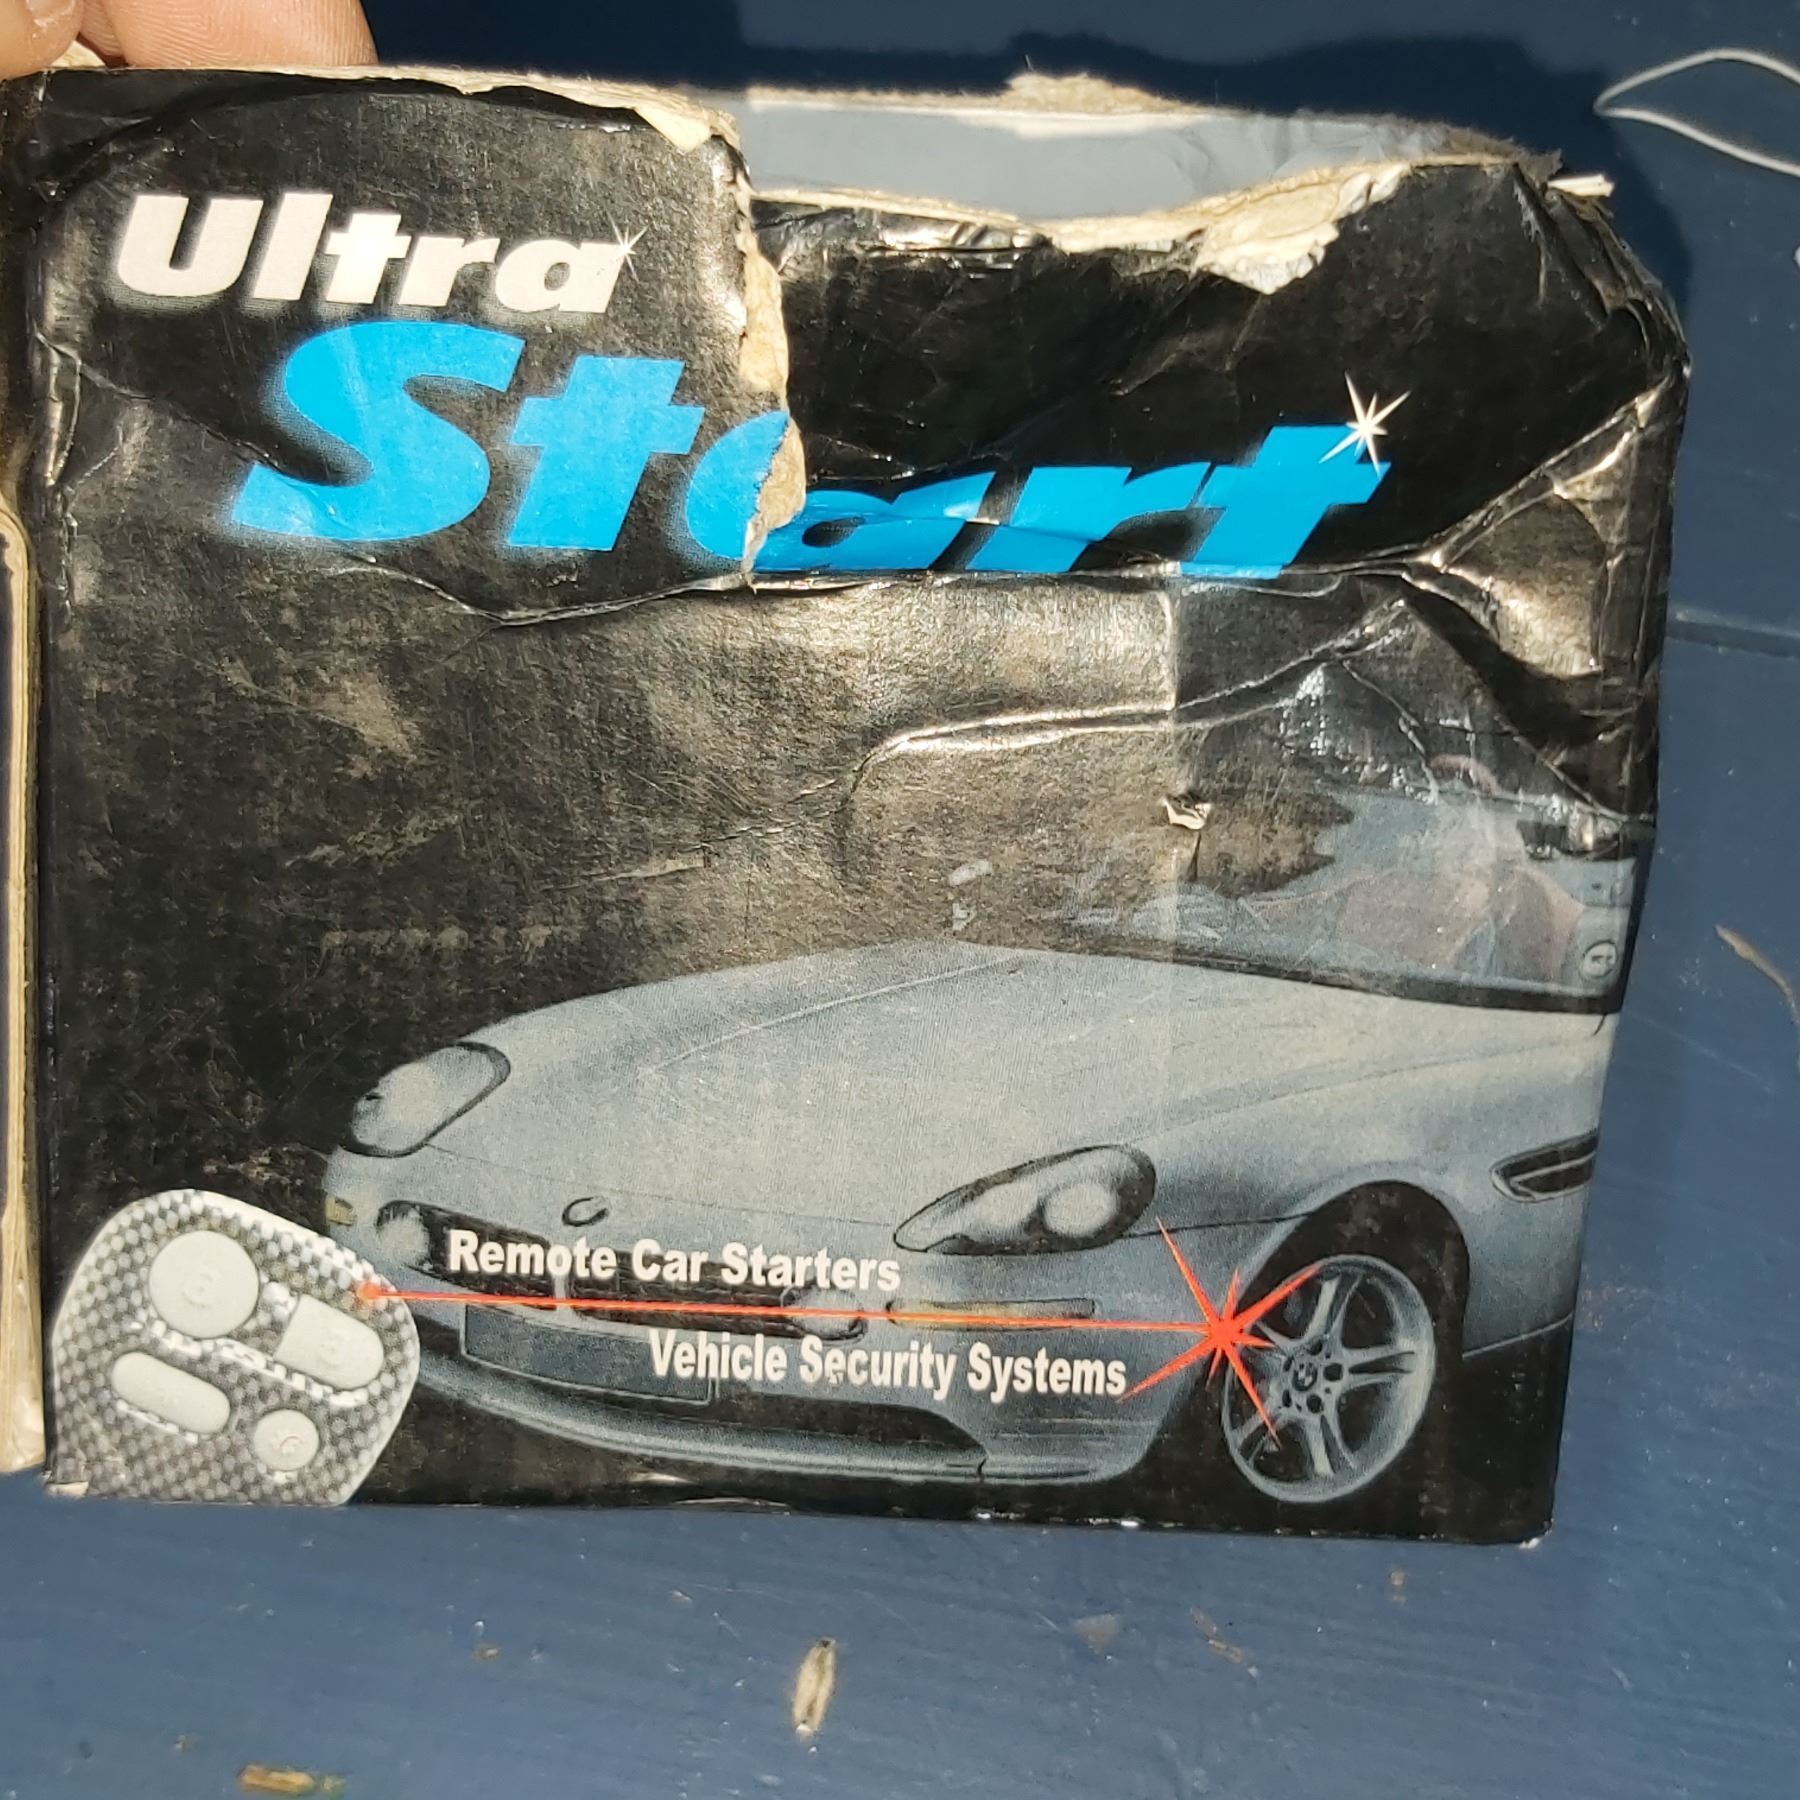 Ultra
Start
Remote Car Starters
Vehicle Security Systems